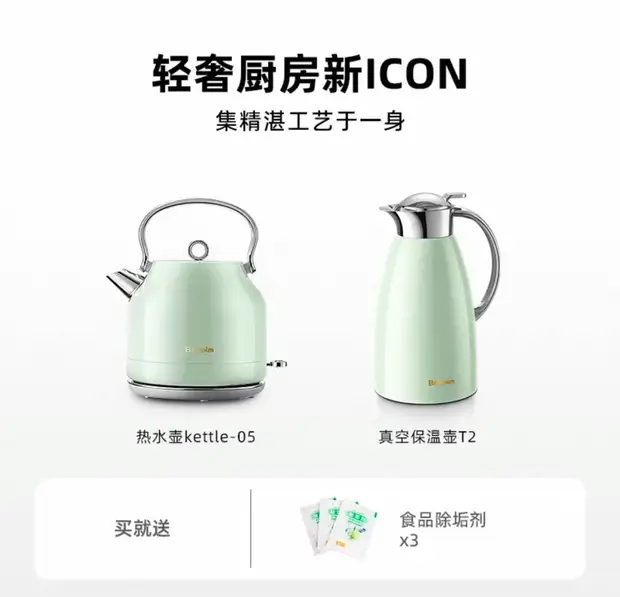 轻奢厨房新ICON
集精湛工艺于一身
热水壶kettle-05
真空保温壶T2
买就送
食品除垢剂
x3